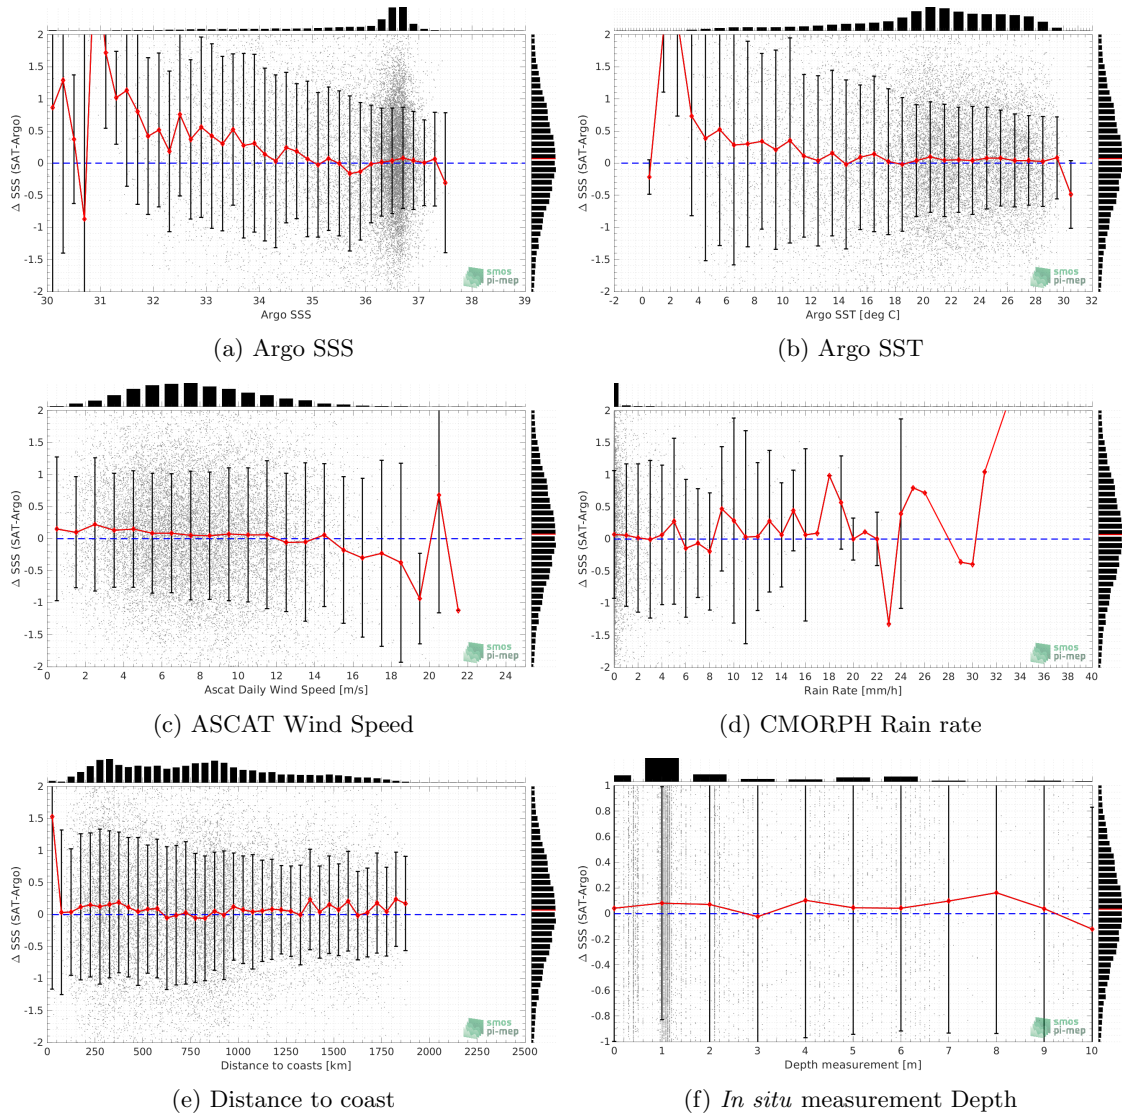 2
1.5
1
0.5
0
-0.5
-1
-1.5
-2
Δ SSS (SAT-Argo)
30 31 32 33 34 35 36 37 38 39
Argo SSS
smos
pi-mep
(a) Argo SSS
2
1.5
1
0.5
0
-0.5
-1
-1.5
-2
Δ SSS (SAT-Argo)
-2 0 2 4 6 8 10 12 14 16 18 20 22 24 26 28 30 32
Argo SST [deg C]
smos
pi-mep
(b) Argo SST
2
1.5
1
0.5
0
-0.5
-1
-1.5
-2
Δ SSS (SAT-Argo)
0 2 4 6 8 10 12 14 16 18 20 22 24
Ascat Daily Wind Speed [m/s]
smos
pi-mep
(c) ASCAT Wind Speed
2
1.5
1
0.5
0
-0.5
-1
-1.5
-2
Δ SSS (SAT-Argo)
0 2 4 6 8 10 12 14 16 18 20 22 24 26 28 30 32 34 36 38 40
Rain Rate [mm/h]
smos
pi-mep
(d) CMORPH Rain rate
2
1.5
1
0.5
0
-0.5
-1
-1.5
-2
Δ SSS (SAT-Argo)
0 250 500 750 1000 1250 1500 1750 2000 2250 2500
Distance to coasts [km]
smos
pi-mep
(e) Distance to coast
1
0.8
0.6
0.4
0.2
0
-0.2
-0.4
-0.6
-0.8
-1
Δ SSS (SAT-Argo)
0 1 2 3 4 5 6 7 8 9 10
Depth measurement [m]
smos
pi-mep
(f) In situ measurement Depth